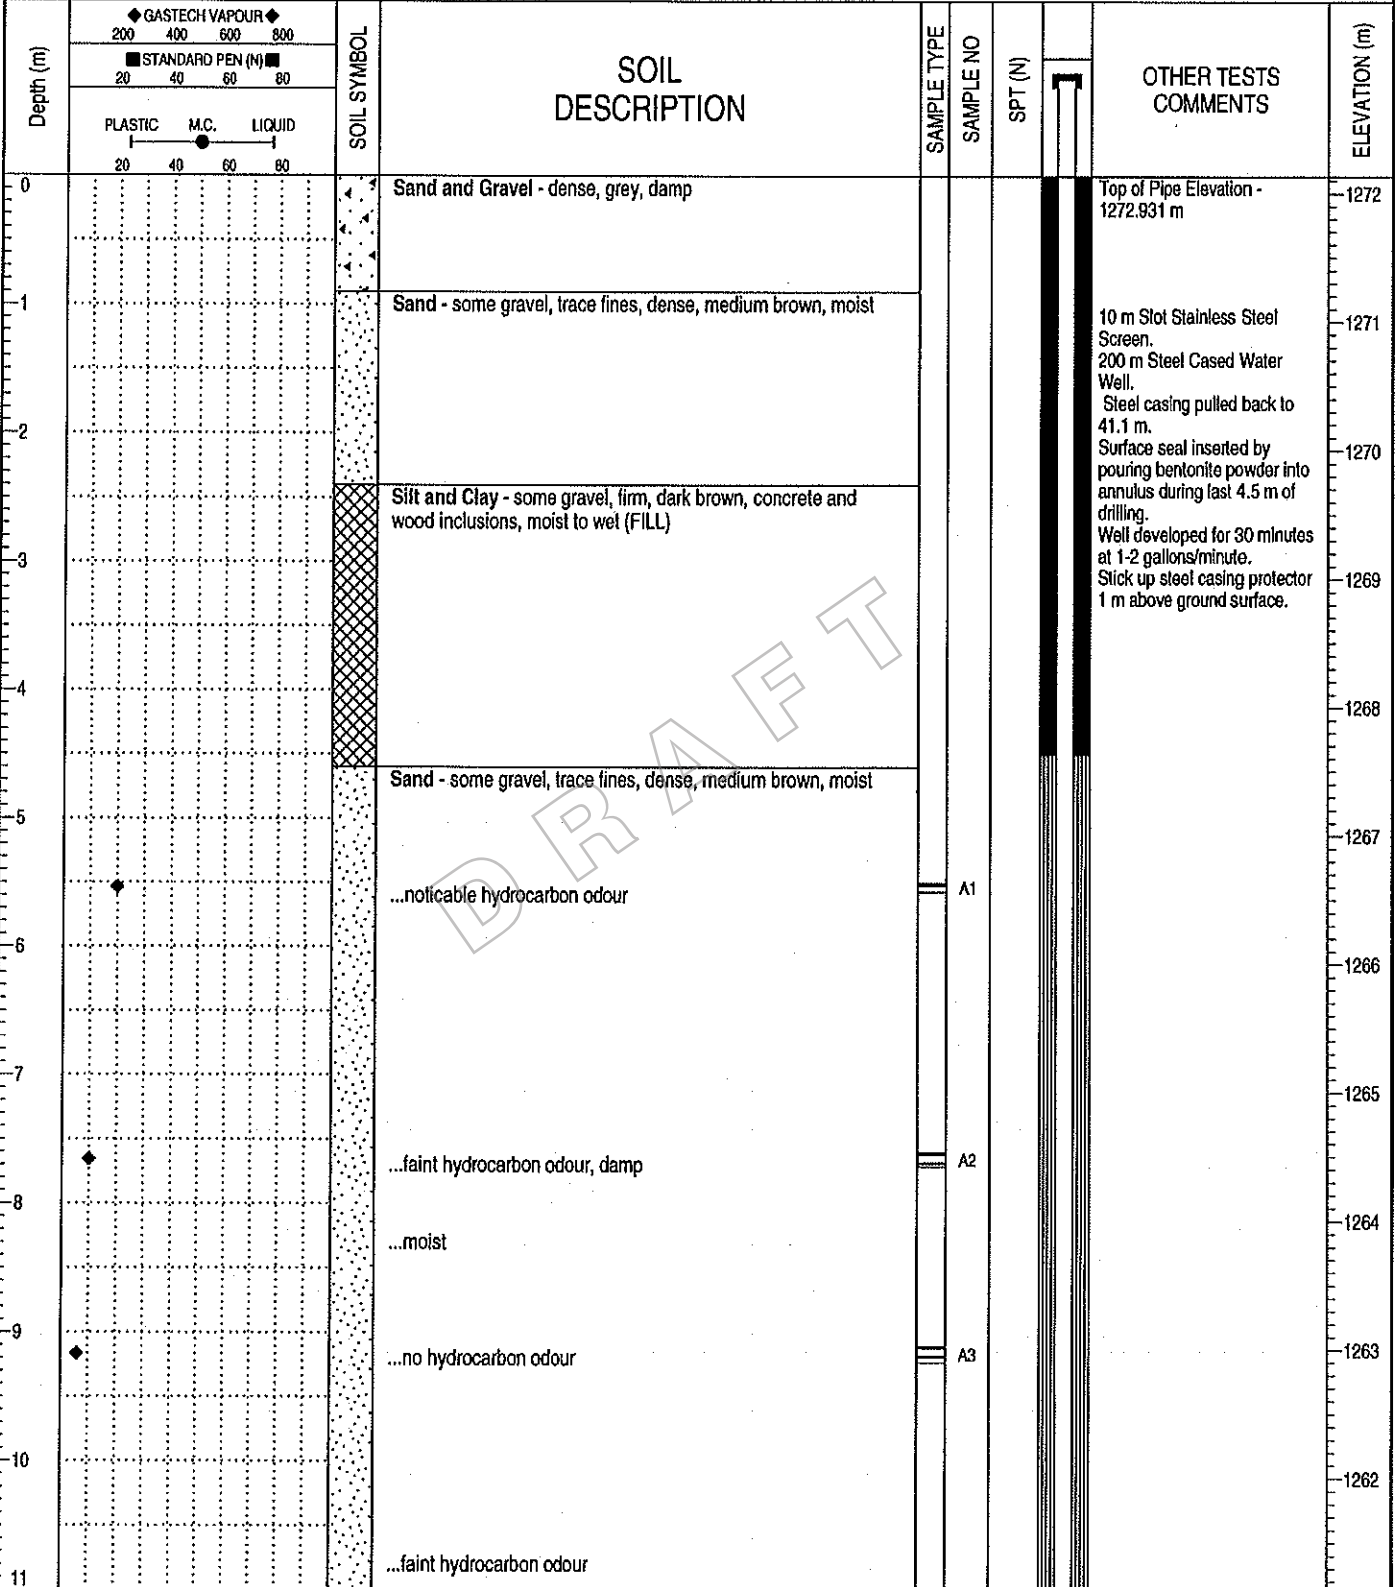 ◆ GASTECH VAPOUR ◆
200 400 600 800
■ STANDARD PEN (N) ■
20 40 60 80
PLASTIC M.C. LIQUID
20 40 60 80
Depth (m)
SOIL SYMBOL
SOIL
DESCRIPTION
SAMPLE TYPE
SAMPLE NO
SPT (N)
OTHER TESTS
COMMENTS
ELEVATION (m)
0
Sand and Gravel - dense, grey, damp
Top of Pipe Elevation -
1272.931 m
1272
1
Sand - some gravel, trace fines, dense, medium brown, moist
10 m Slot Stainless Steel
Screen.
200 m Steel Cased Water
Well.
Steel casing pulled back to
41.1 m.
Surface seal inserted by
pouring bentonite powder into
annulus during last 4.5 m of
drilling.
Well developed for 30 minutes
at 1-2 gallons/minute.
Stick up steel casing protector
1 m above ground surface.
1271
2
1270
Silt and Clay - some gravel, firm, dark brown, concrete and
wood inclusions, moist to wet (FILL)
3
1269
4
1268
DRAFT
Sand - some gravel, trace fines, dense, medium brown, moist
5
1267
...noticable hydrocarbon odour
A1
6
1266
7
1265
...faint hydrocarbon odour, damp
A2
8
1264
...moist
9
1263
...no hydrocarbon odour
A3
10
1262
...faint hydrocarbon odour
11